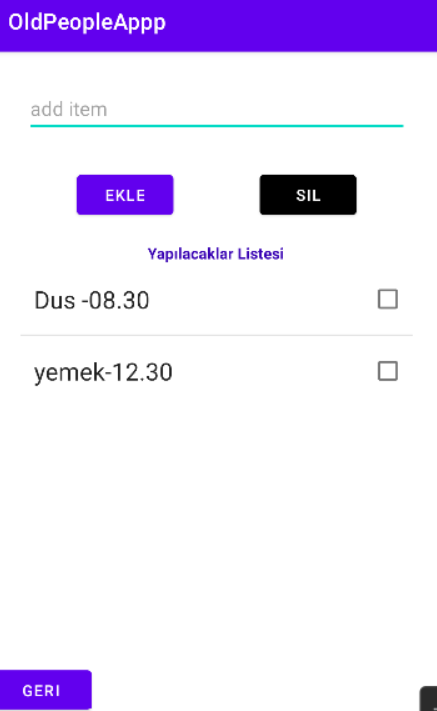 OldPeopleAppp
add item
EKLE SIL
Yapılacaklar Listesi
Dus -08.30
yemek-12.30
GERI